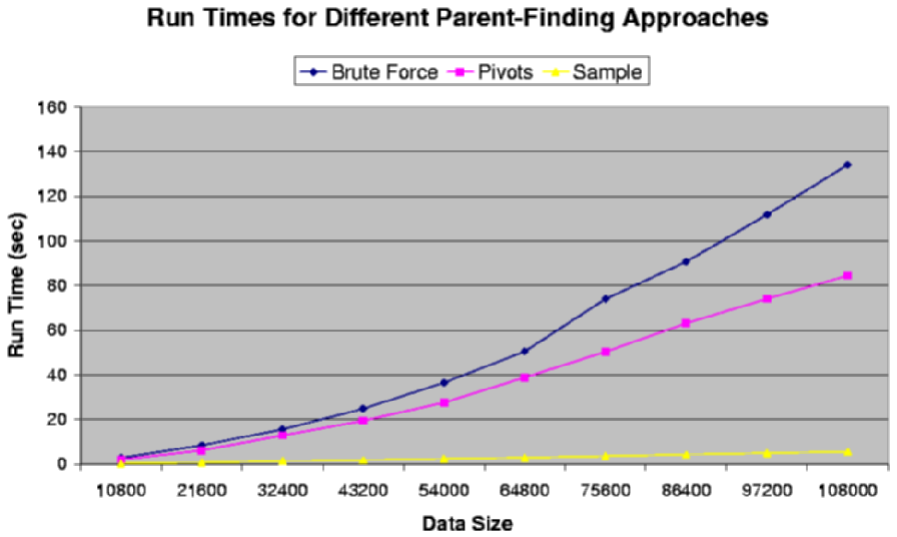 Run Times for Different Parent-Finding Approaches
Brute Force Pivots Sample
160
140
120
100
80
60
40
20
0
Run Time (sec)
10800 21600 32400 43200 54000 64800 75600 86400 97200 108000
Data Size